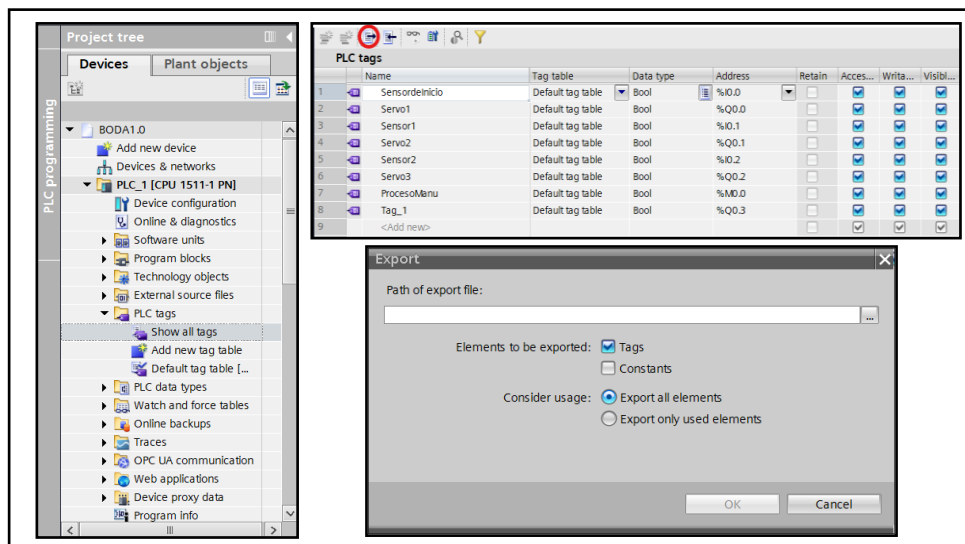 PLC programming
Project tree
Devices
Plant objects
BODA1.0
Add new device
Devices & networks
PLC_1 [CPU 1511-1 PN]
Device configuration
Online & diagnostics
Software units
Program blocks
Technology objects
External source files
PLC tags
Show all tags
Add new tag table
Default tag table [...
PLC data types
Watch and force tables
Online backups
Traces
OPC UA communication
Web applications
Device proxy data
Program info
PLC tags
Name Tag table Data type Address Retain Acces... Writa... Visibl...
1 SensordeInicio Default tag table Bool %I0.0
2 Servo1 Default tag table Bool %Q0.0
3 Sensor1 Default tag table Bool %I0.1
4 Servo2 Default tag table Bool %Q0.1
5 Sensor2 Default tag table Bool %I0.2
6 Servo3 Default tag table Bool %Q0.2
7 ProcesoManu Default tag table Bool %M0.0
8 Tag_1 Default tag table Bool %Q0.3
9 <Add new>
Export
Path of export file:
...
Elements to be exported: Tags
Constants
Consider usage: Export all elements
Export only used elements
OK Cancel